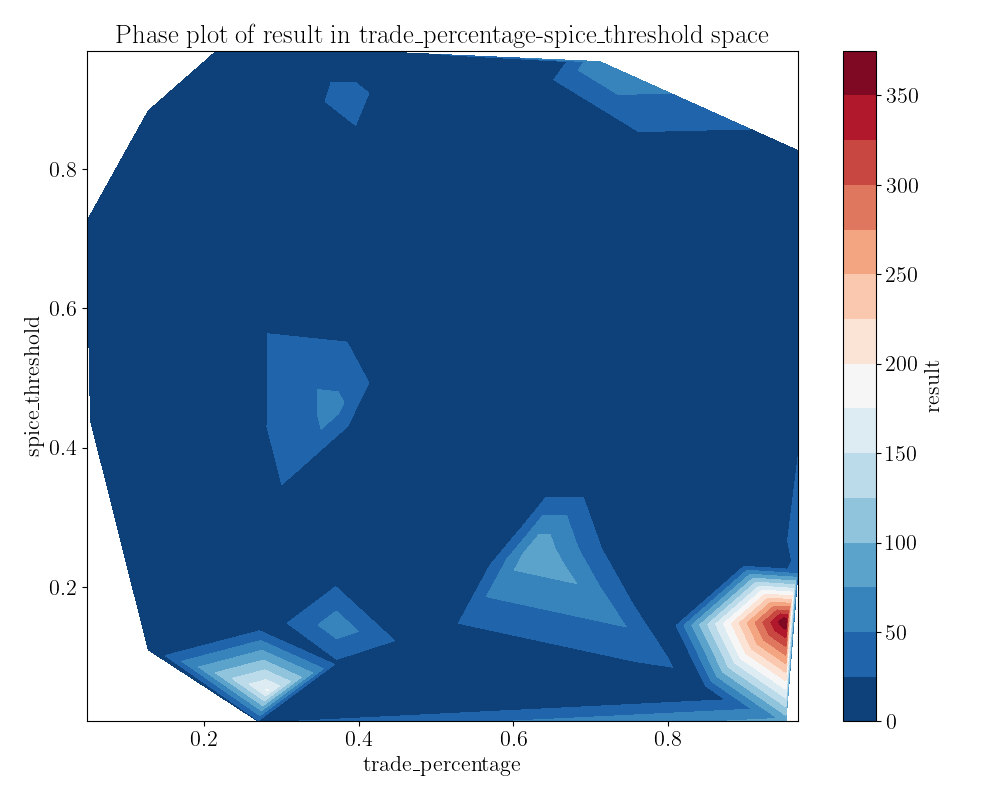 Phase plot of result in trade_percentage-spice_threshold space
spice_threshold
0.8
0.6
0.4
0.2
0.2 0.4 0.6 0.8
trade_percentage
350
300
250
200
150
100
50
0
result